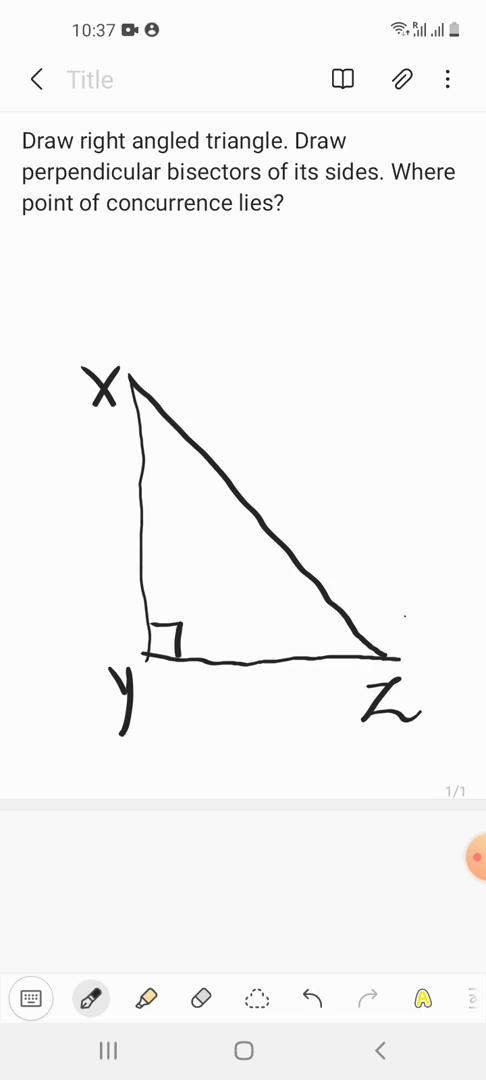 10:37
Title
Draw right angled triangle. Draw
perpendicular bisectors of its sides. Where
point of concurrence lies?
X
y
Z
1/1
A